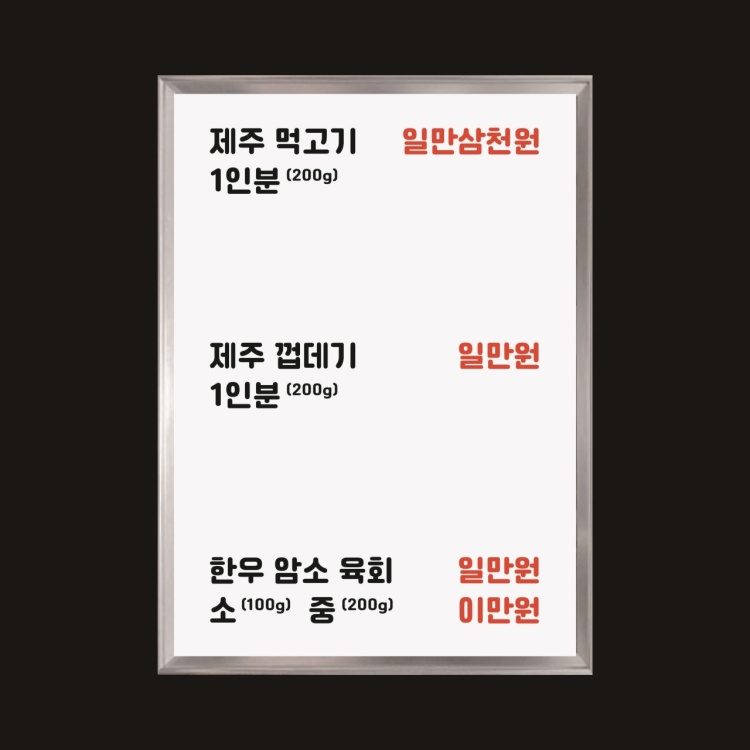 제주 먹고기 일만삼천원
1인분 (200g)
제주 껍데기 일만원
1인분 (200g)
한우 암소 육회 일만원
소 (100g) 중 (200g) 이만원